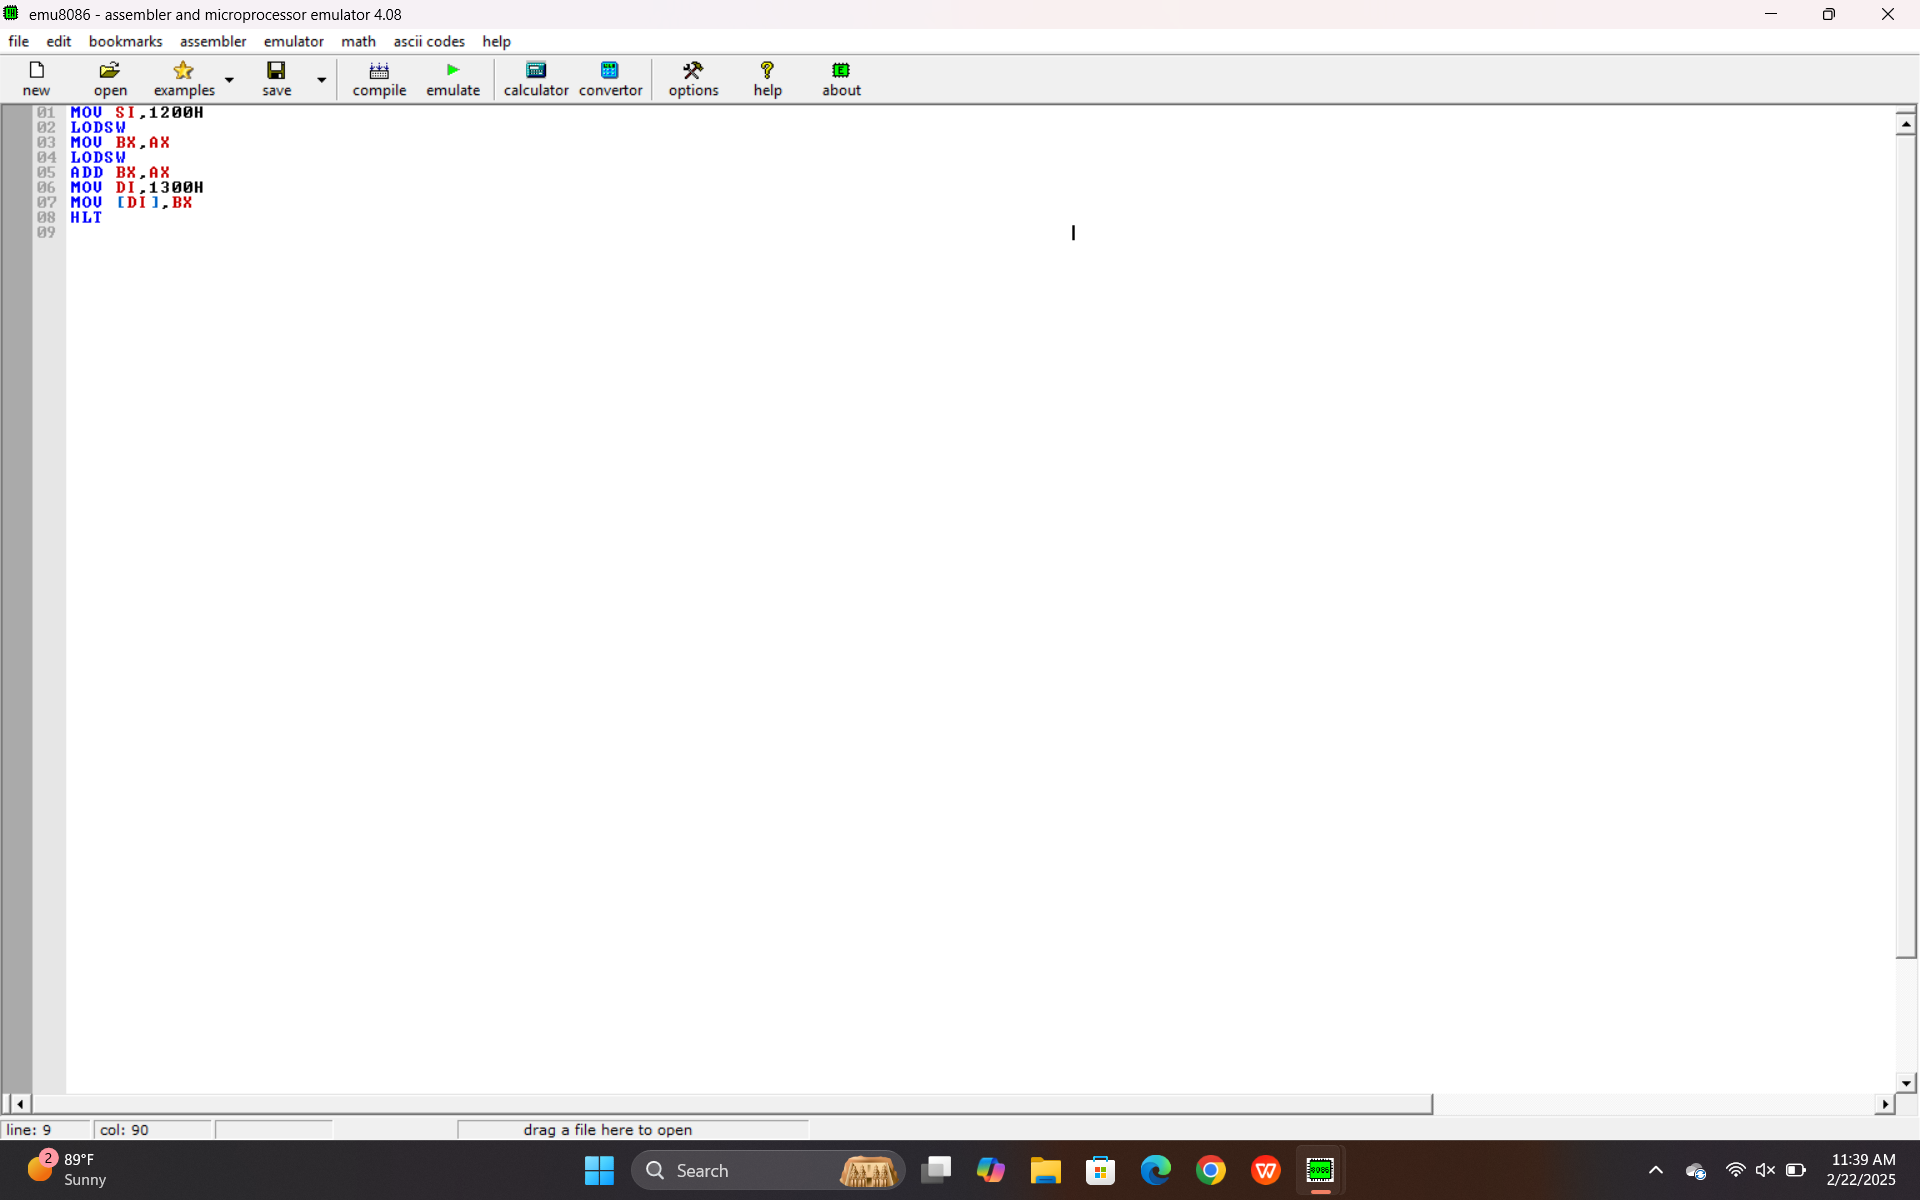 emu8086 - assembler and microprocessor emulator 4.08
file edit bookmarks assembler emulator math ascii codes help
new open examples save compile emulate calculator convertor options help about
01 MOV SI,1200H
02 LODSW
03 MOV BX,AX
04 LODSW
05 ADD BX,AX
06 MOV DI,1300H
07 MOV [DI],BX
08 HLT
09
line: 9 col: 90 drag a file here to open
2 89°F
Sunny
Search
8086
11:39 AM
2/22/2025